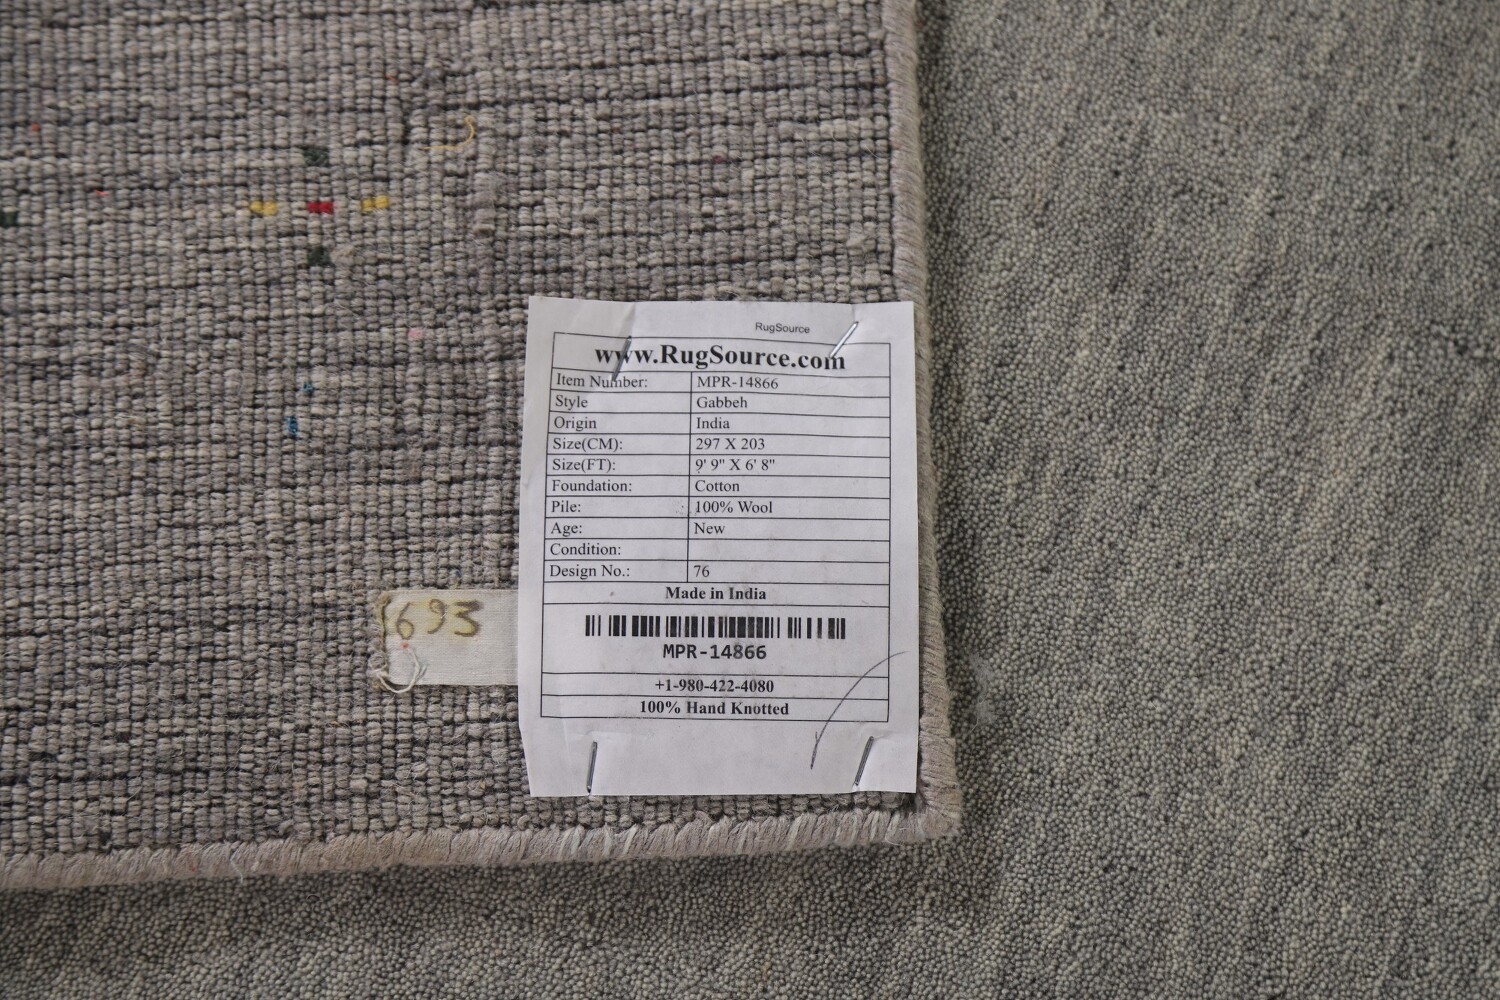 RugSource
www.RugSource.com
Item Number: MPR-14866
Style Gabbeh
Origin India
Size(CM): 297 X 203
Size(FT): 9' 9" X 6' 8"
Foundation: Cotton
Pile: 100% Wool
Age: New
Condition:
Design No.: 76
Made in India
MPR-14866
+1-980-422-4080
100% Hand Knotted
693